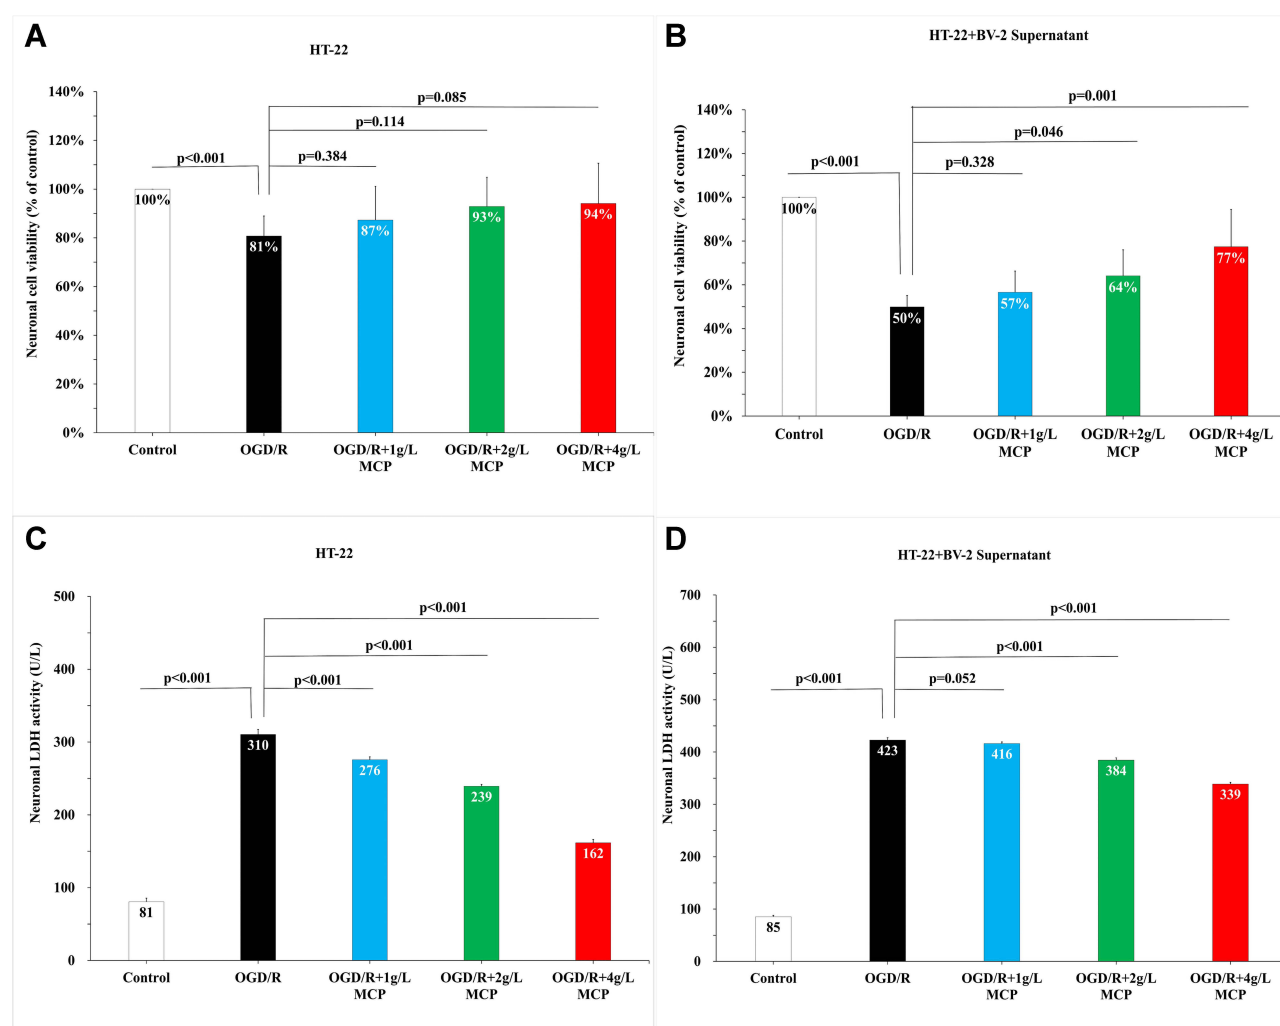 A
HT-22
Neuronal cell viability (% of control)
140%
120%
100%
80%
60%
40%
20%
0%
p=0.085
p=0.114
p<0.001
p=0.384
100%
81%
87%
93%
94%
Control
OGD/R
OGD/R+1g/L
MCP
OGD/R+2g/L
MCP
OGD/R+4g/L
MCP
B
HT-22+BV-2 Supernatant
Neuronal cell viability (% of control)
140%
120%
100%
80%
60%
40%
20%
0%
p=0.001
p=0.046
p<0.001
p=0.328
100%
50%
57%
64%
77%
Control
OGD/R
OGD/R+1g/L
MCP
OGD/R+2g/L
MCP
OGD/R+4g/L
MCP
C
HT-22
Neuronal LDH activity (U/L)
500
400
300
200
100
0
p<0.001
p<0.001
p<0.001
p<0.001
81
310
276
239
162
Control
OGD/R
OGD/R+1g/L
MCP
OGD/R+2g/L
MCP
OGD/R+4g/L
MCP
D
HT-22+BV-2 Supernatant
Neuronal LDH activity (U/L)
700
600
500
400
300
200
100
0
p<0.001
p<0.001
p<0.001
p=0.052
85
423
416
384
339
Control
OGD/R
OGD/R+1g/L
MCP
OGD/R+2g/L
MCP
OGD/R+4g/L
MCP